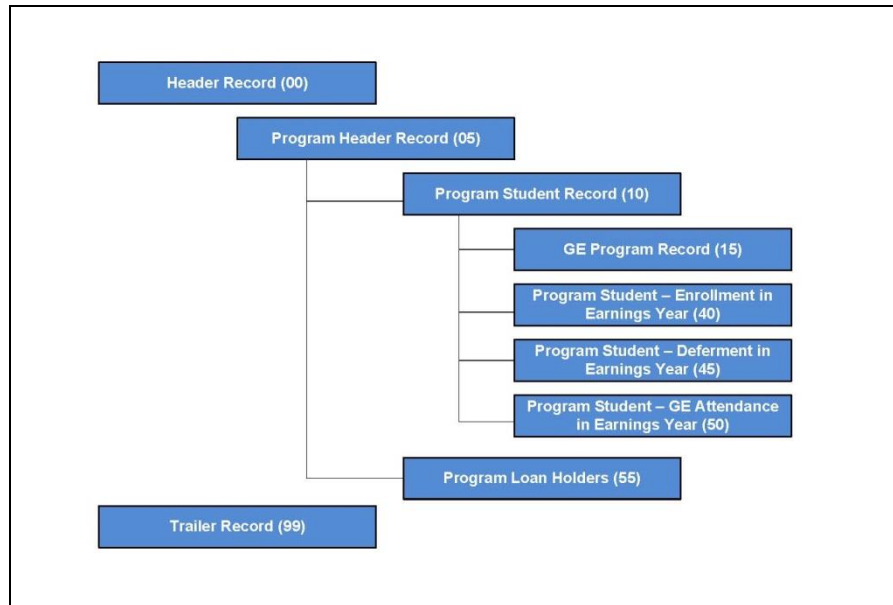 Header Record (00)
Program Header Record (05)
Program Student Record (10)
GE Program Record (15)
Program Student – Enrollment in
Earnings Year (40)
Program Student – Deferment in
Earnings Year (45)
Program Student – GE Attendance
in Earnings Year (50)
Program Loan Holders (55)
Trailer Record (99)